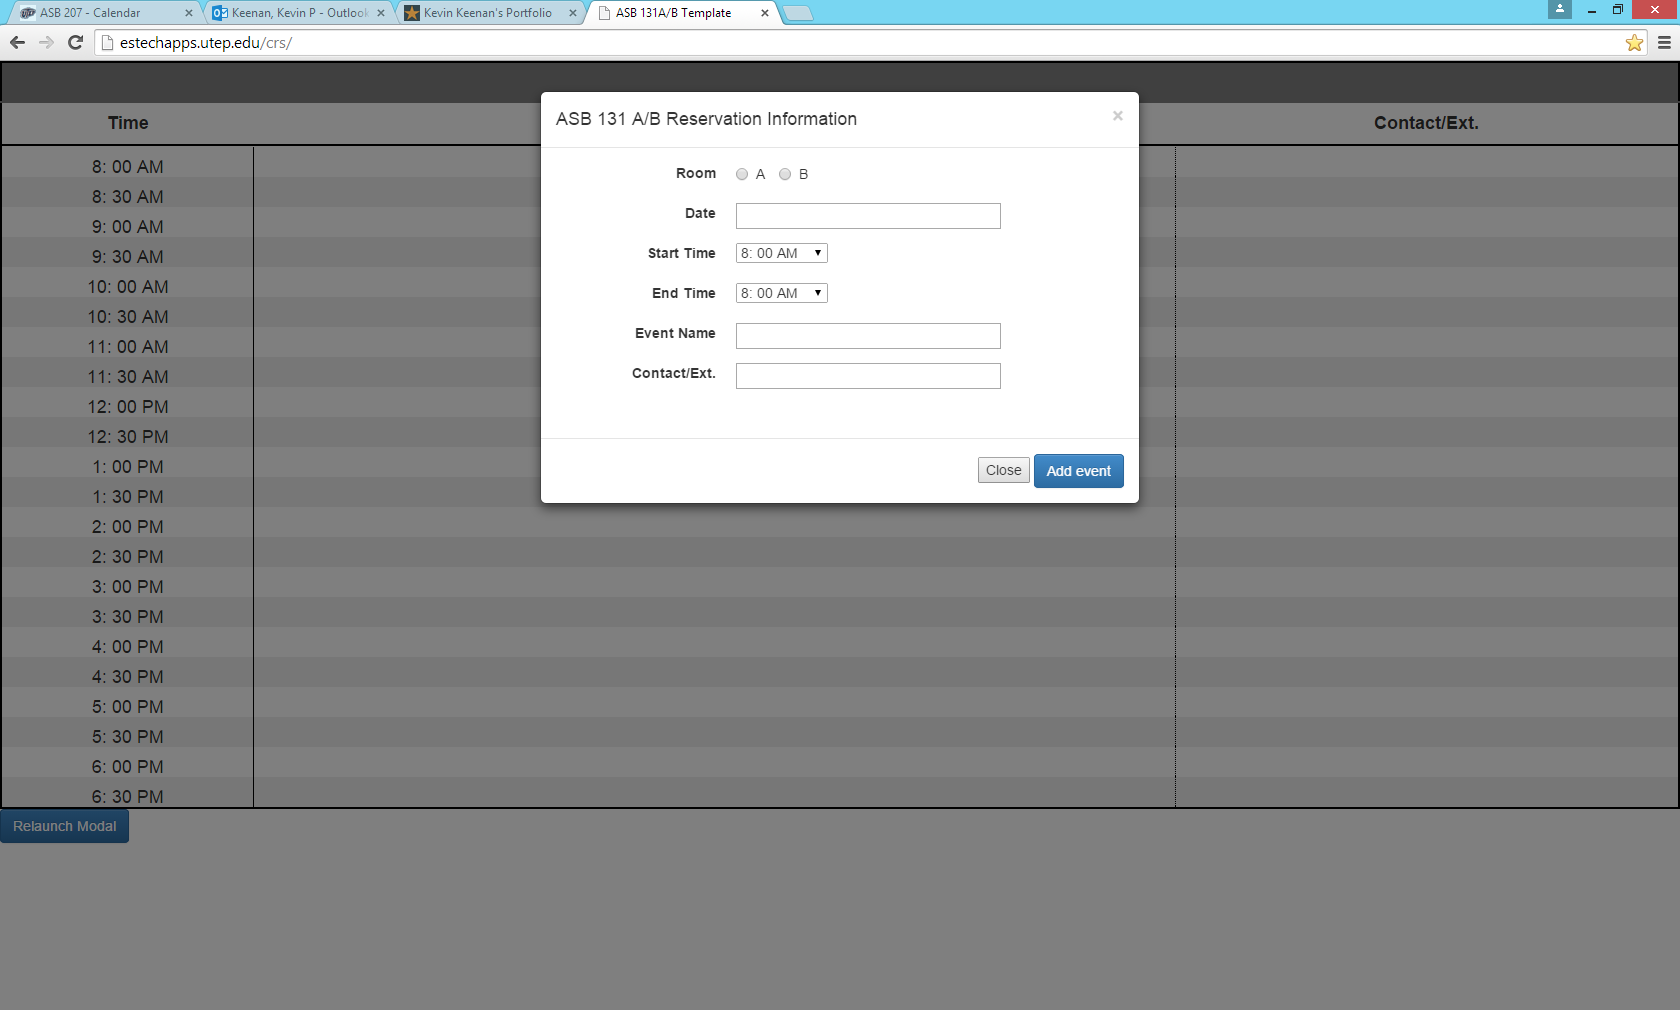 ASB 207 - Calendar
Keenan, Kevin P - Outlook
Kevin Keenan's Portfolio
ASB 131A/B Template
estechapps.utep.edu/crs/
ASB 131 A/B Reservation Information
×
Time
Contact/Ext.
Room A B
Date
Start Time 8: 00 AM
End Time 8: 00 AM
Event Name
Contact/Ext.
Close Add event
8: 00 AM
8: 30 AM
9: 00 AM
9: 30 AM
10: 00 AM
10: 30 AM
11: 00 AM
11: 30 AM
12: 00 PM
12: 30 PM
1: 00 PM
1: 30 PM
2: 00 PM
2: 30 PM
3: 00 PM
3: 30 PM
4: 00 PM
4: 30 PM
5: 00 PM
5: 30 PM
6: 00 PM
6: 30 PM
Relaunch Modal